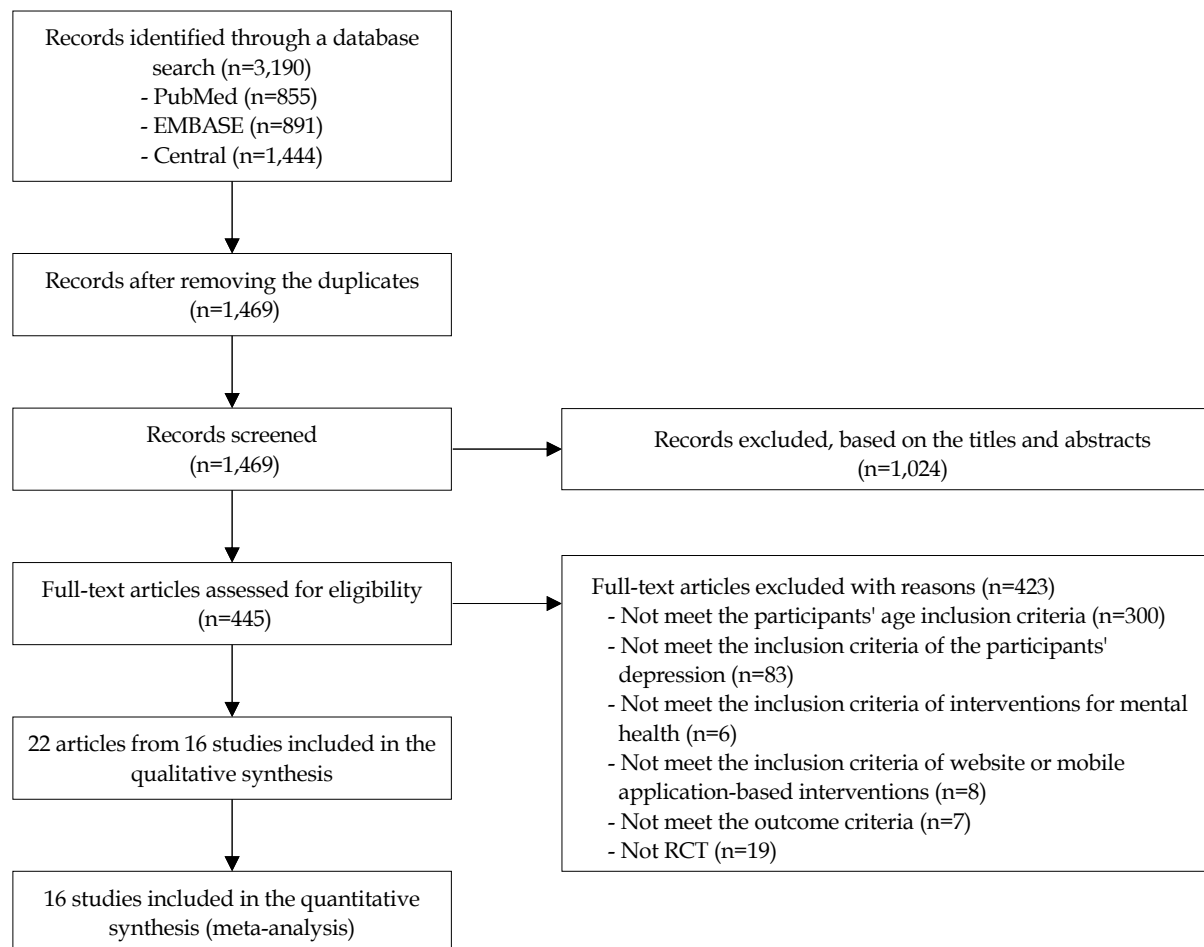 Records identified through a database
search (n=3,190)
- PubMed (n=855)
- EMBASE (n=891)
- Central (n=1,444)
Records after removing the duplicates
(n=1,469)
Records screened
(n=1,469)
Records excluded, based on the titles and abstracts
(n=1,024)
Full-text articles assessed for eligibility
(n=445)
Full-text articles excluded with reasons (n=423)
- Not meet the participants' age inclusion criteria (n=300)
- Not meet the inclusion criteria of the participants'
depression (n=83)
- Not meet the inclusion criteria of interventions for mental
health (n=6)
- Not meet the inclusion criteria of website or mobile
application-based interventions (n=8)
- Not meet the outcome criteria (n=7)
- Not RCT (n=19)
22 articles from 16 studies included in the
qualitative synthesis
16 studies included in the quantitative
synthesis (meta-analysis)